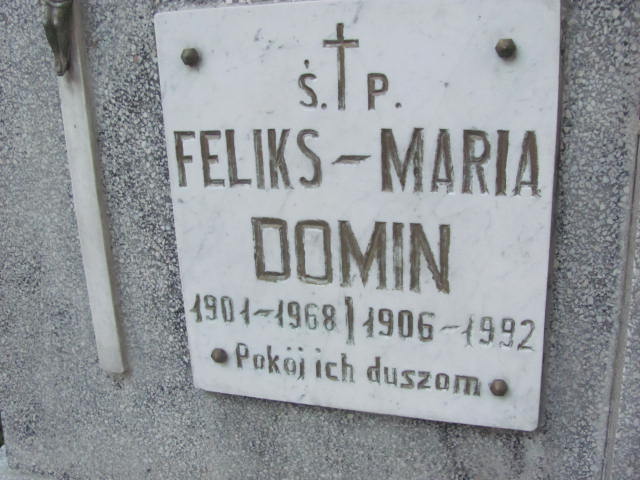 Ś. P.
FELIKS - MARIA
DOMIN
1901-1968 | 1906-1992
Pokój ich duszom